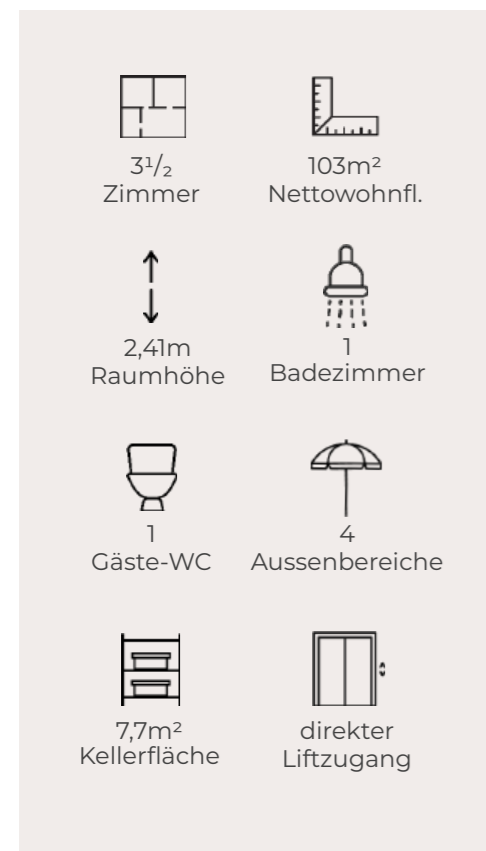 3¹/₂
Zimmer
103m²
Nettowohnfl.
2,41m
Raumhöhe
1
Badezimmer
1
Gäste-WC
4
Aussenbereiche
7,7m²
Kellerfläche
direkter
Liftzugang